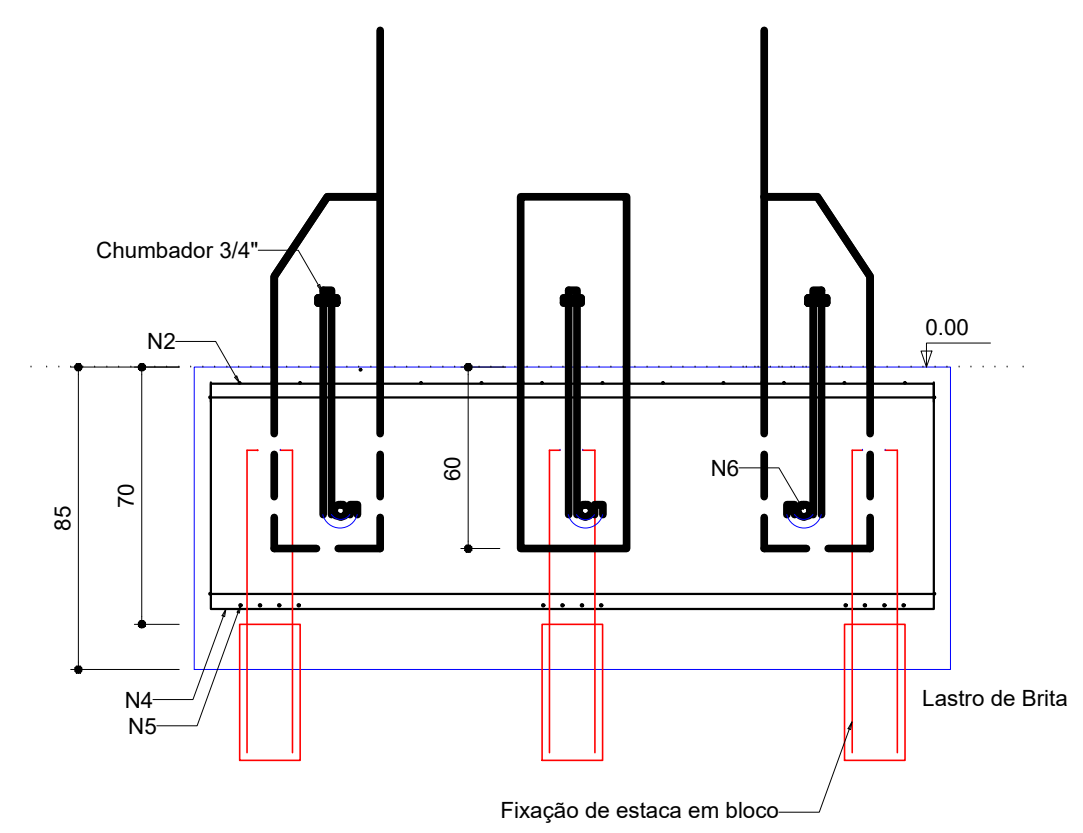 Chumbador 3/4"
0.00
N2
60
N6
70
85
N4
Lastro de Brita
N5
Fixação de estaca em bloco